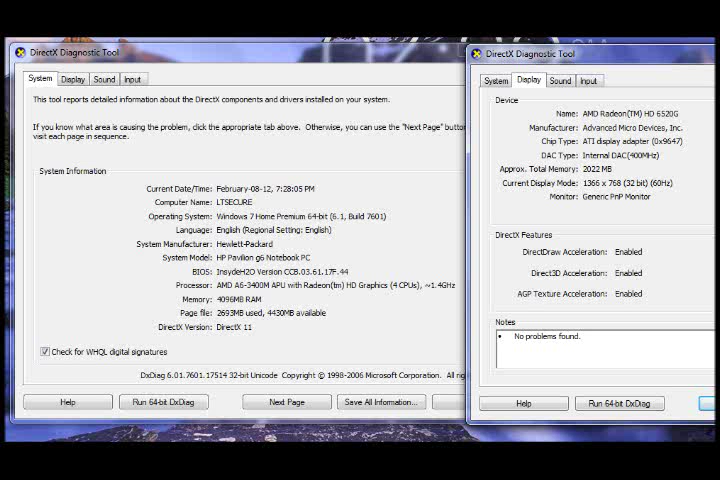 DirectX Diagnostic Tool
System Display Sound Input
This tool reports detailed information about the DirectX components and drivers installed on your system.
If you know what area is causing the problem, click the appropriate tab above. Otherwise, you can use the "Next Page" button
visit each page in sequence.
System Information
Current Date/Time: February-08-12, 7:28:05 PM
Computer Name: LTSECURE
Operating System: Windows 7 Home Premium 64-bit (6.1, Build 7601)
Language: English (Regional Setting: English)
System Manufacturer: Hewlett-Packard
System Model: HP Pavilion g6 Notebook PC
BIOS: InsydeH2O Version CCB.03.61.17F.44
Processor: AMD A6-3400M APU with Radeon(tm) HD Graphics (4 CPUs), ~1.4GHz
Memory: 4096MB RAM
Page file: 2693MB used, 4430MB available
DirectX Version: DirectX 11
Check for WHQL digital signatures
DxDiag 6.01.7601.17514 32-bit Unicode Copyright © 1998-2006 Microsoft Corporation. All rig
Help Run 64-bit DxDiag Next Page Save All Information...
DirectX Diagnostic Tool
System Display Sound Input
Device
Name: AMD Radeon(TM) HD 6520G
Manufacturer: Advanced Micro Devices, Inc.
Chip Type: ATI display adapter (0x9647)
DAC Type: Internal DAC(400MHz)
Approx. Total Memory: 2022 MB
Current Display Mode: 1366 x 768 (32 bit) (60Hz)
Monitor: Generic PnP Monitor
DirectX Features
DirectDraw Acceleration: Enabled
Direct3D Acceleration: Enabled
AGP Texture Acceleration: Enabled
Notes
• No problems found.
Help Run 64-bit DxDiag